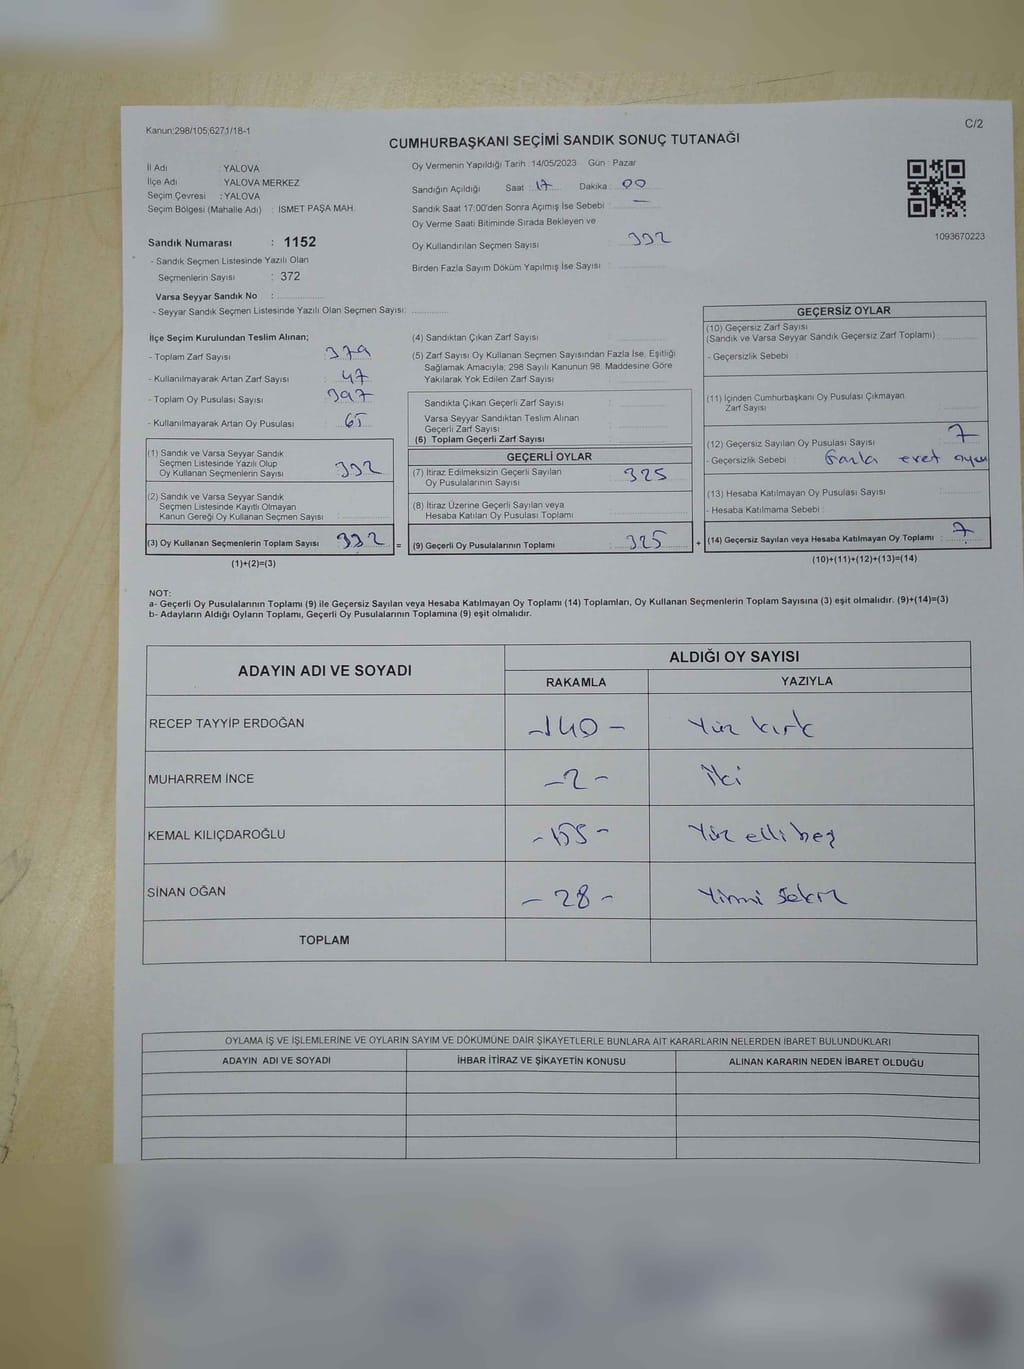 Kanun:298/105;6271/18-1
C/2
CUMHURBAŞKANI SEÇİMİ SANDIK SONUÇ TUTANAĞI
İl Adı : YALOVA
İlçe Adı : YALOVA MERKEZ
Seçim Çevresi : YALOVA
Seçim Bölgesi (Mahalle Adı) : İSMET PAŞA MAH.
Sandık Numarası : 1152
- Sandık Seçmen Listesinde Yazılı Olan
Seçmenlerin Sayısı : 372
Varsa Seyyar Sandık No :
- Seyyar Sandık Seçmen Listesinde Yazılı Olan Seçmen Sayısı:
Oy Vermenin Yapıldığı Tarih : 14/05/2023 Gün : Pazar
Sandığın Açıldığı Saat : 17 Dakika : 00
Sandık Saat 17:00'den Sonra Açımış İse Sebebi : —
Oy Verme Saati Bitiminde Sırada Bekleyen ve
Oy Kullandırılan Seçmen Sayısı 332
Birden Fazla Sayım Döküm Yapılmış İse Sayısı :
1093670223
İlçe Seçim Kurulundan Teslim Alınan;
- Toplam Zarf Sayısı : 379
- Kullanılmayarak Artan Zarf Sayısı : 47
- Toplam Oy Pusulası Sayısı : 397
- Kullanılmayarak Artan Oy Pusulası : 65
(1) Sandık ve Varsa Seyyar Sandık
Seçmen Listesinde Yazılı Olup
Oy Kullanan Seçmenlerin Sayısı : 332
(2) Sandık ve Varsa Seyyar Sandık
Seçmen Listesinde Kayıtlı Olmayan
Kanun Gereği Oy Kullanan Seçmen Sayısı :
(3) Oy Kullanan Seçmenlerin Toplam Sayısı : 332 =
(1)+(2)=(3)
(4) Sandıktan Çıkan Zarf Sayısı :
(5) Zarf Sayısı Oy Kullanan Seçmen Sayısından Fazla İse, Eşitliği
Sağlamak Amacıyla; 298 Sayılı Kanunun 98. Maddesine Göre
Yakılarak Yok Edilen Zarf Sayısı :
Sandıkta Çıkan Geçerli Zarf Sayısı :
Varsa Seyyar Sandıktan Teslim Alınan
Geçerli Zarf Sayısı :
(6) Toplam Geçerli Zarf Sayısı :
GEÇERLİ OYLAR
(7) İtiraz Edilmeksizin Geçerli Sayılan
Oy Pusulalarının Sayısı : 325
(8) İtiraz Üzerine Geçerli Sayılan veya
Hesaba Katılan Oy Pusulası Toplamı :
(9) Geçerli Oy Pusulalarının Toplamı : 325 +
GEÇERSİZ OYLAR
(10) Geçersiz Zarf Sayısı
(Sandık ve Varsa Seyyar Sandık Geçersiz Zarf Toplamı) :
- Geçersizlik Sebebi :
(11) İçinden Cumhurbaşkanı Oy Pusulası Çıkmayan
Zarf Sayısı :
(12) Geçersiz Sayılan Oy Pusulası Sayısı : 7
- Geçersizlik Sebebi : Fazla evet oyu
(13) Hesaba Katılmayan Oy Pusulası Sayısı :
- Hesaba Katılmama Sebebi :
(14) Geçersiz Sayılan veya Hesaba Katılmayan Oy Toplamı : 7
(10)+(11)+(12)+(13)=(14)
NOT:
a- Geçerli Oy Pusulalarının Toplamı (9) ile Geçersiz Sayılan veya Hesaba Katılmayan Oy Toplamı (14) Toplamları, Oy Kullanan Seçmenlerin Toplam Sayısına (3) eşit olmalıdır. (9)+(14)=(3)
b- Adayların Aldığı Oyların Toplamı, Geçerli Oy Pusulalarının Toplamına (9) eşit olmalıdır.
ADAYIN ADI VE SOYADI
ALDIĞI OY SAYISI
RAKAMLA YAZIYLA
RECEP TAYYİP ERDOĞAN -140- Yüz kırk
MUHARREM İNCE -2- İki
KEMAL KILIÇDAROĞLU -155- Yüz elli beş
SİNAN OĞAN -28- Yirmi sekiz
TOPLAM
OYLAMA İŞ VE İŞLEMLERİNE VE OYLARIN SAYIM VE DÖKÜMÜNE DAİR ŞİKAYETLERLE BUNLARA AİT KARARLARIN NELERDEN İBARET BULUNDUKLARI
ADAYIN ADI VE SOYADI İHBAR İTİRAZ VE ŞİKAYETİN KONUSU ALINAN KARARIN NEDEN İBARET OLDUĞU